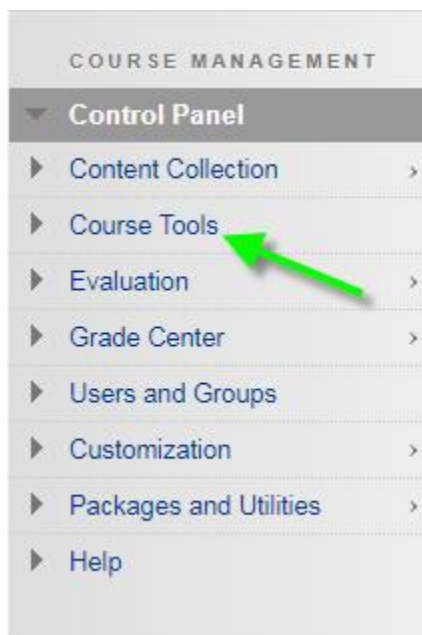 COURSE MANAGEMENT
Control Panel
Content Collection
Course Tools
Evaluation
Grade Center
Users and Groups
Customization
Packages and Utilities
Help